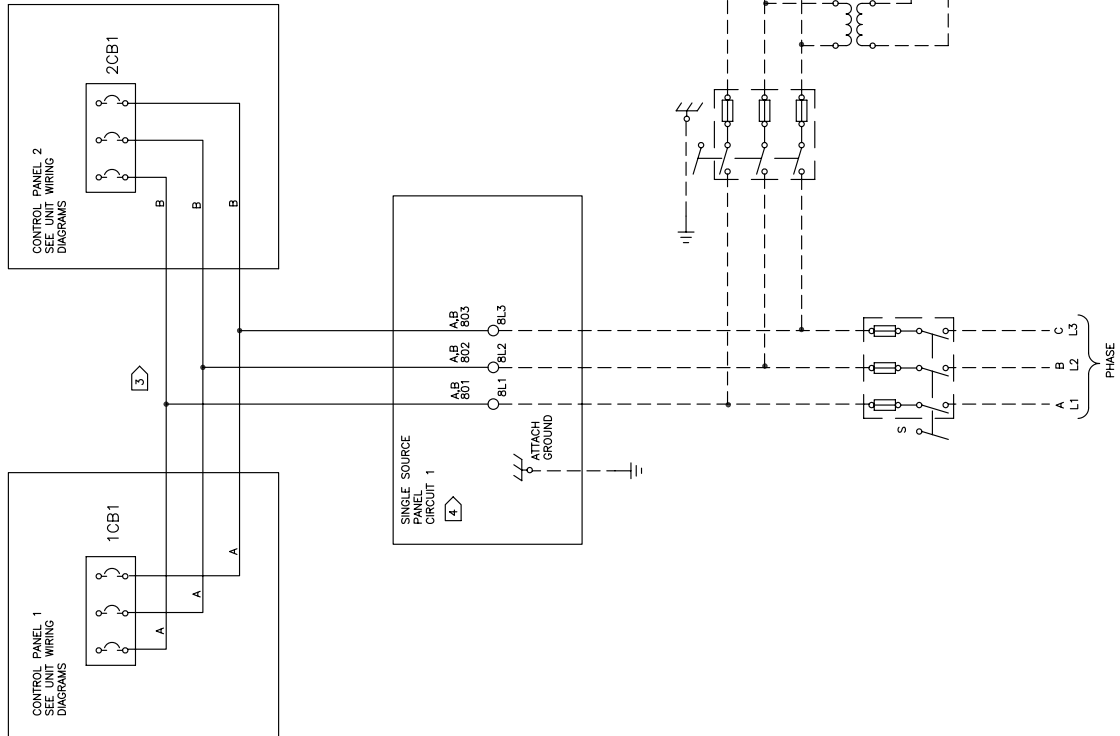 CONTROL PANEL 1
SEE UNIT WIRING
DIAGRAMS
1CB1
A
A
A
3
CONTROL PANEL 2
SEE UNIT WIRING
DIAGRAMS
2CB1
B
B
B
SINGLE SOURCE
PANEL
CIRCUIT 1
4
ATTACH
GROUND
A,B
801
8L1
A,B
802
8L2
A,B
803
8L3
S
A
L1
B
L2
C
L3
PHASE